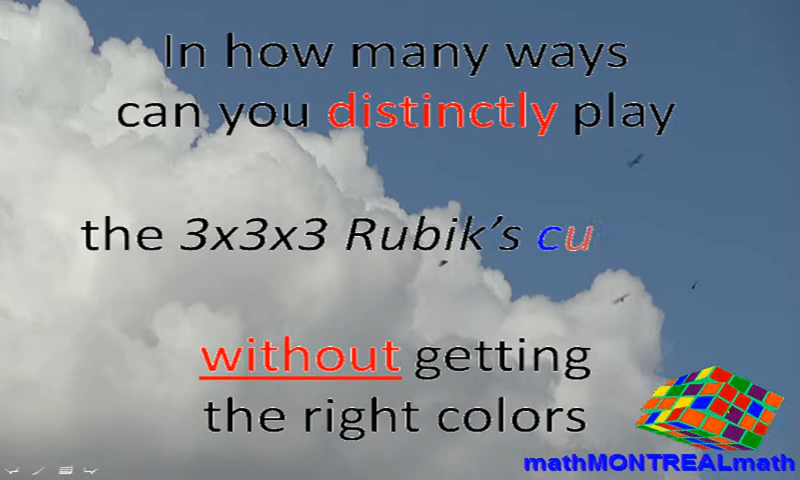 In how many ways
can you distinctly play
the 3x3x3 Rubik's cu
without getting
the right colors
mathMONTREALmath